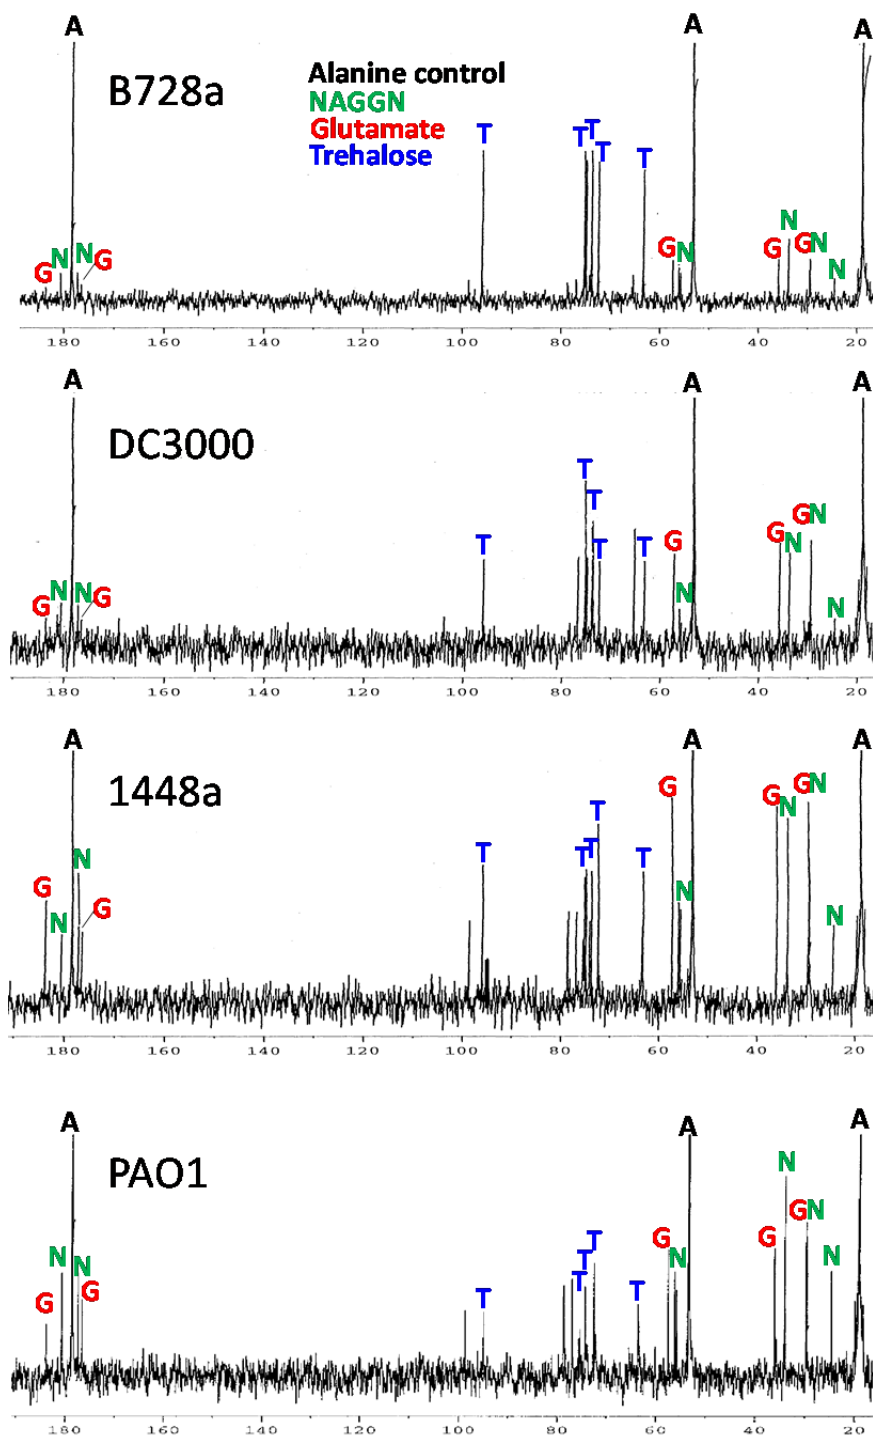 A A A
B728a
Alanine control
NAGGN
Glutamate
Trehalose
T T T T T
G N N G G N G N G N N
180 160 140 120 100 80 60 40 20
A A A
DC3000
T T T T T
G N N G G N G N G N N
180 160 140 120 100 80 60 40 20
A A A
1448a
T T T T T
G N N G G N G N G N N
180 160 140 120 100 80 60 40 20
A A A
PAO1
T T T T T
G N N G G N G N G N N
180 160 140 120 100 80 60 40 20